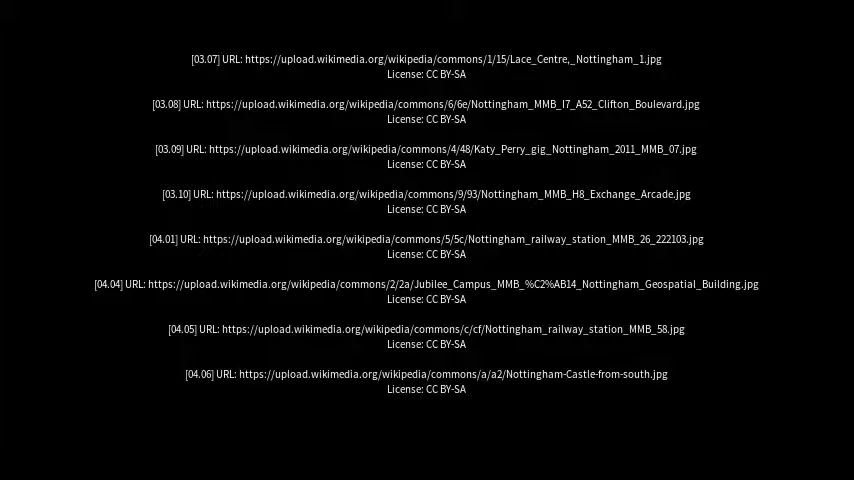 [03.07] URL: https://upload.wikimedia.org/wikipedia/commons/1/15/Lace_Centre,_Nottingham_1.jpg
License: CC BY-SA
[03.08] URL: https://upload.wikimedia.org/wikipedia/commons/6/6e/Nottingham_MMB_I7_A52_Clifton_Boulevard.jpg
License: CC BY-SA
[03.09] URL: https://upload.wikimedia.org/wikipedia/commons/4/48/Katy_Perry_gig_Nottingham_2011_MMB_07.jpg
License: CC BY-SA
[03.10] URL: https://upload.wikimedia.org/wikipedia/commons/9/93/Nottingham_MMB_H8_Exchange_Arcade.jpg
License: CC BY-SA
[04.01] URL: https://upload.wikimedia.org/wikipedia/commons/5/5c/Nottingham_railway_station_MMB_26_222103.jpg
License: CC BY-SA
[04.04] URL: https://upload.wikimedia.org/wikipedia/commons/2/2a/Jubilee_Campus_MMB_%C2%AB14_Nottingham_Geospatial_Building.jpg
License: CC BY-SA
[04.05] URL: https://upload.wikimedia.org/wikipedia/commons/c/cf/Nottingham_railway_station_MMB_58.jpg
License: CC BY-SA
[04.06] URL: https://upload.wikimedia.org/wikipedia/commons/a/a2/Nottingham-Castle-from-south.jpg
License: CC BY-SA